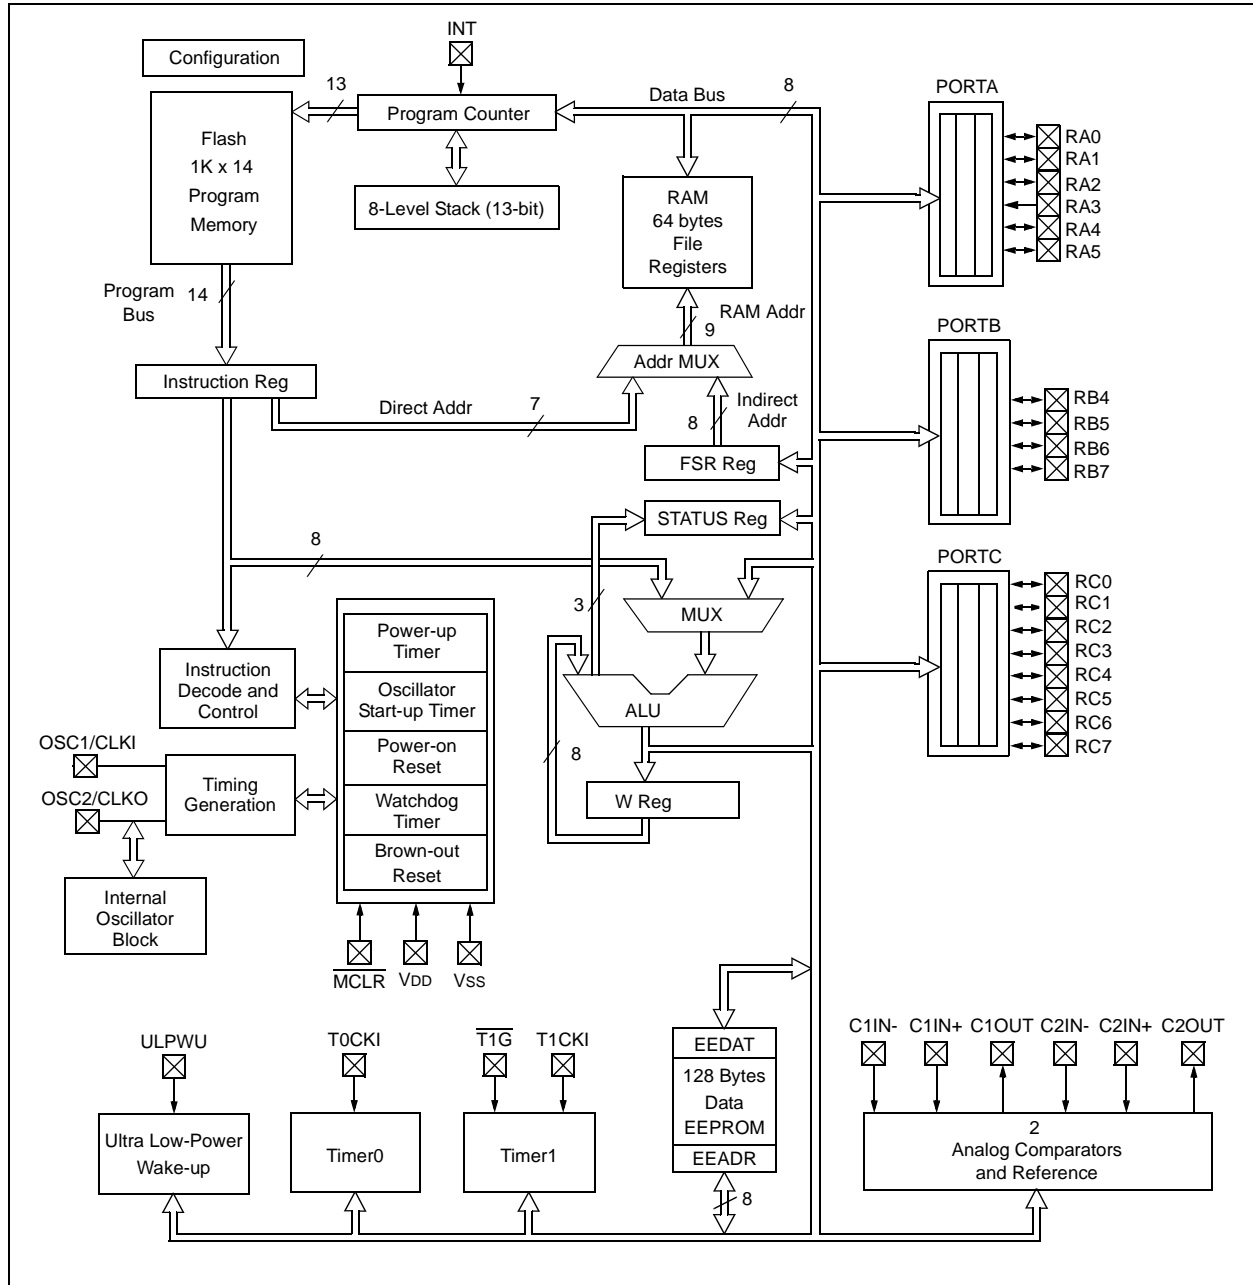 INT
Configuration
13
Data Bus
8
PORTA
Program Counter
Flash
1K x 14
Program
Memory
8-Level Stack (13-bit)
RAM
64 bytes
File
Registers
RA0
RA1
RA2
RA3
RA4
RA5
Program
Bus
14
RAM Addr
9
PORTB
Addr MUX
Instruction Reg
Direct Addr
7
Indirect
Addr
8
FSR Reg
RB4
RB5
RB6
RB7
STATUS Reg
8
PORTC
3
MUX
RC0
RC1
RC2
RC3
RC4
RC5
RC6
RC7
Power-up
Timer
Oscillator
Start-up Timer
Power-on
Reset
Watchdog
Timer
Brown-out
Reset
Instruction
Decode and
Control
ALU
8
W Reg
OSC1/CLKI
OSC2/CLKO
Timing
Generation
Internal
Oscillator
Block
MCLR
VDD
VSS
ULPWU
T0CKI
T1G
T1CKI
EEDAT
128 Bytes
Data
EEPROM
EEADR
8
C1IN-
C1IN+
C1OUT
C2IN-
C2IN+
C2OUT
Ultra Low-Power
Wake-up
Timer0
Timer1
2
Analog Comparators
and Reference